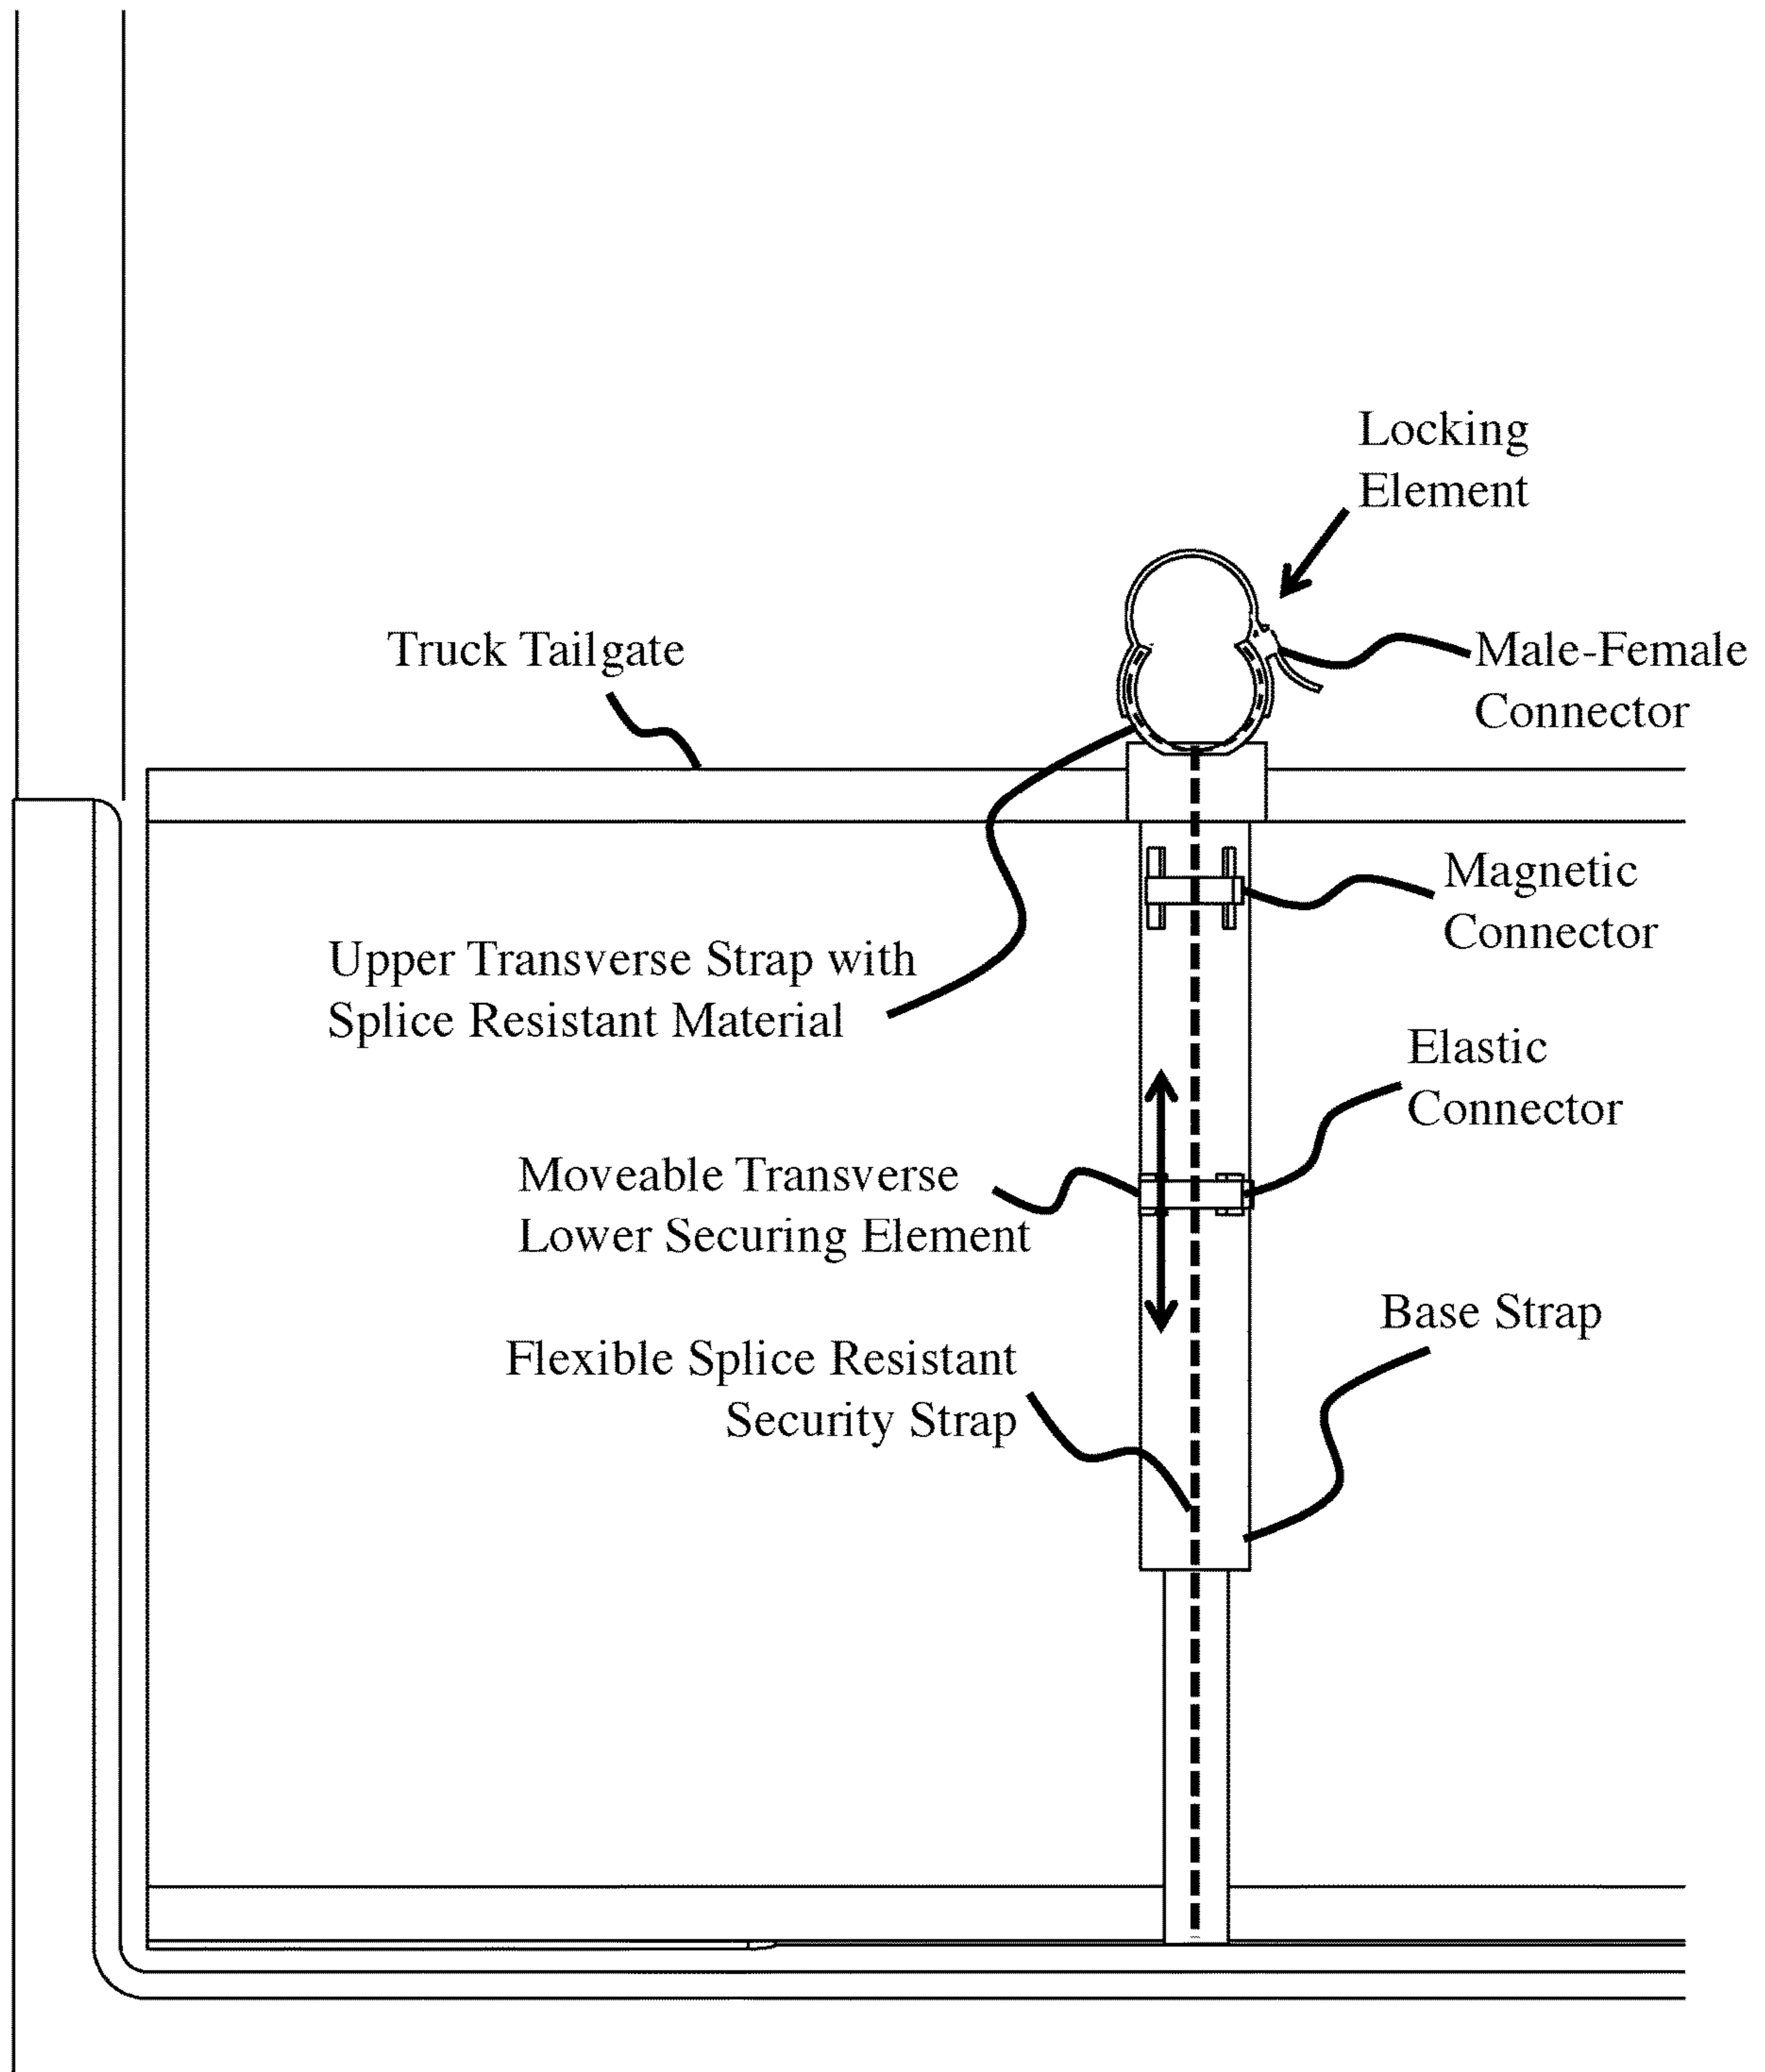 Locking
Element
Truck Tailgate
Male-Female
Connector
Magnetic
Connector
Upper Transverse Strap with
Splice Resistant Material
Elastic
Connector
Moveable Transverse
Lower Securing Element
Base Strap
Flexible Splice Resistant
Security Strap